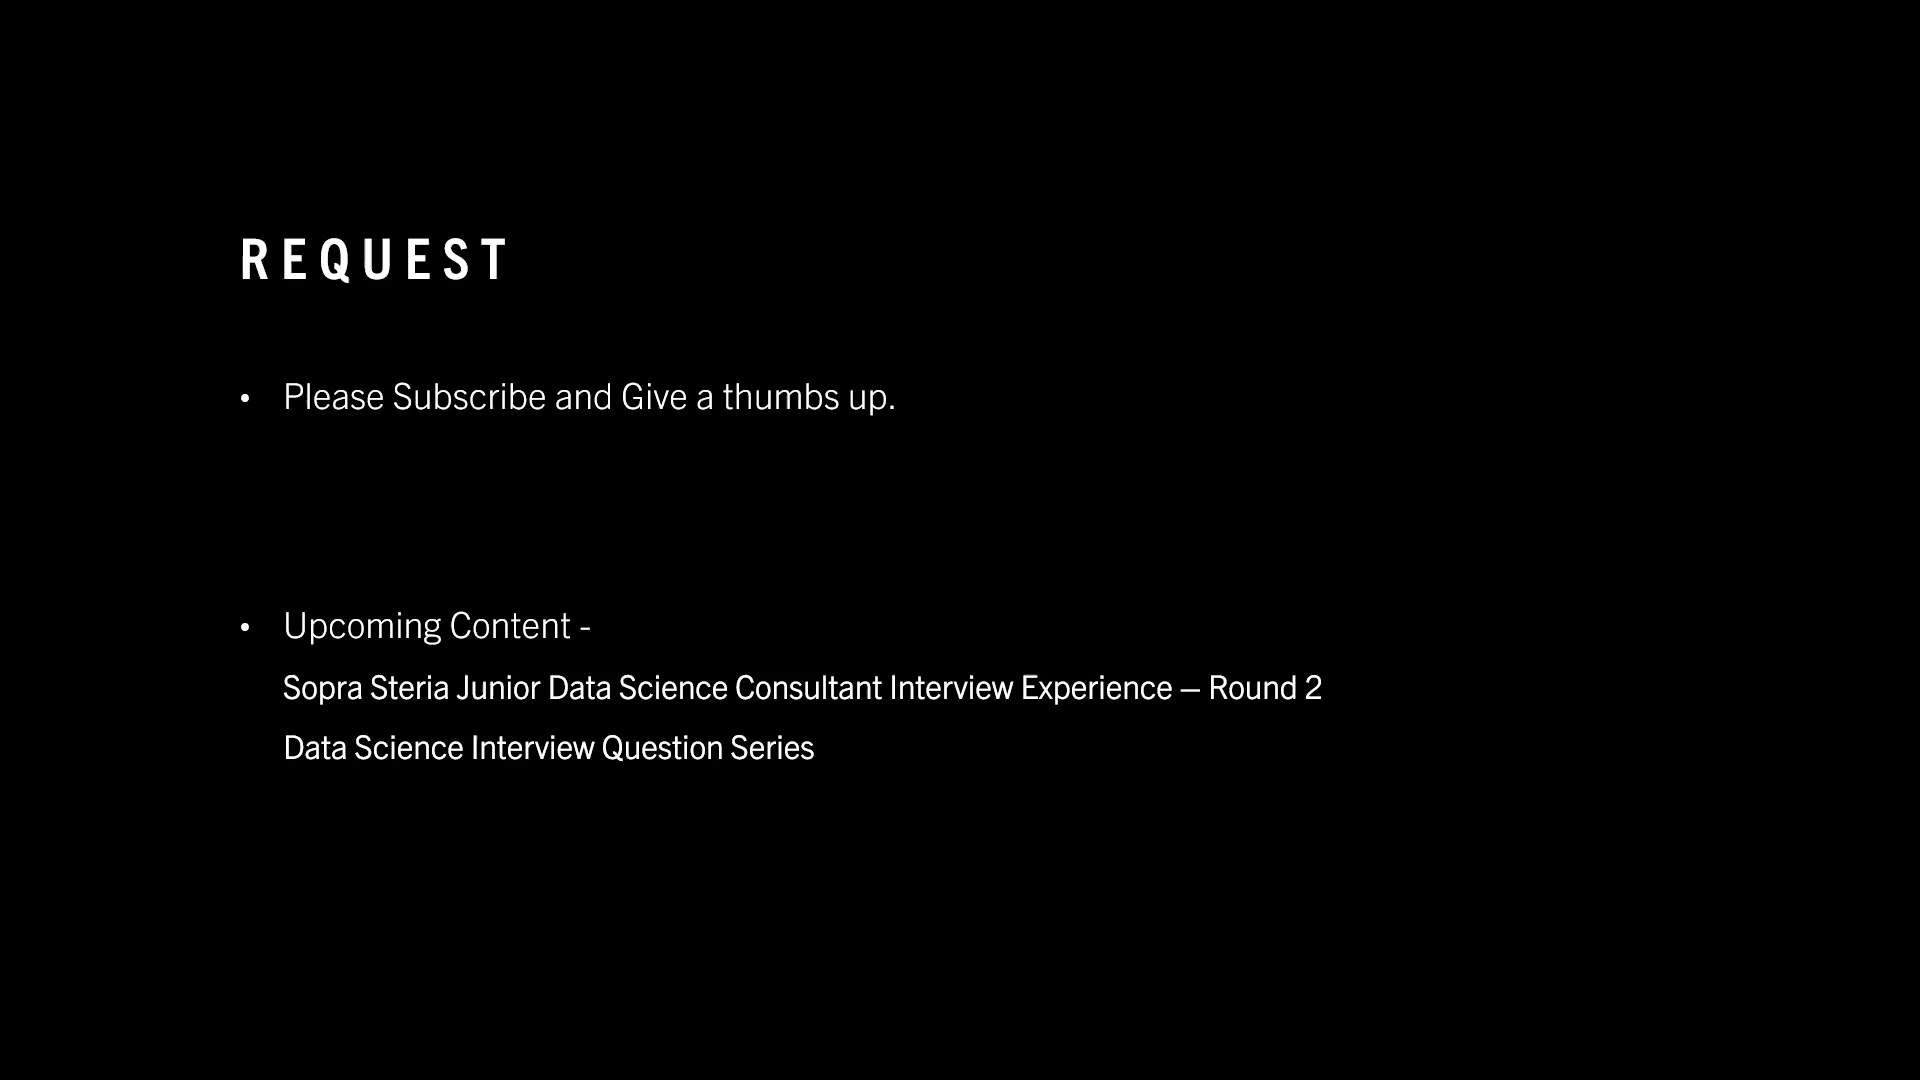 REQUEST
• Please Subscribe and Give a thumbs up.
• Upcoming Content -
Sopra Steria Junior Data Science Consultant Interview Experience – Round 2
Data Science Interview Question Series